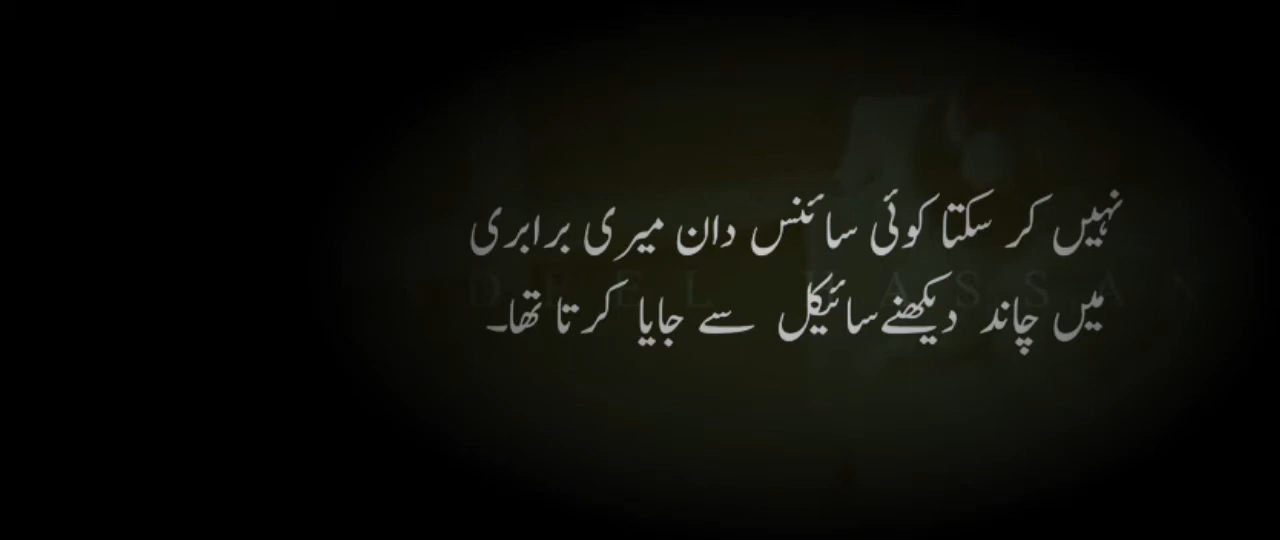 نہیں کر سکتا کوئی سائنس دان میری برابری
میں چاند دیکھنے سائیکل سے جایا کرتا تھا۔